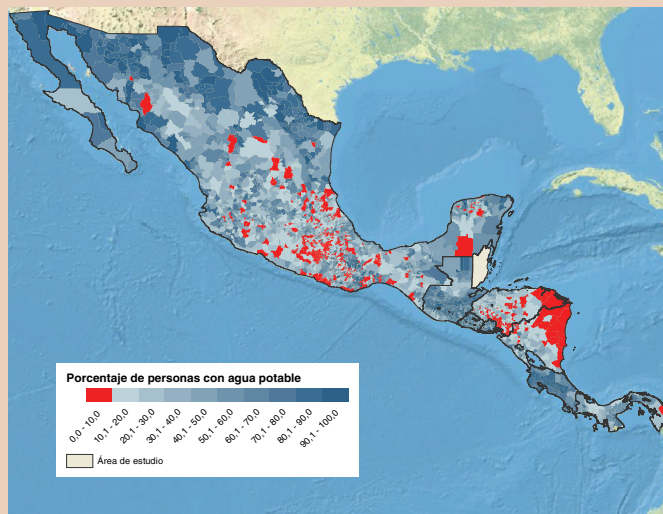 Porcentaje de personas con agua potable
0,0 - 10,0
10,1 - 20,0
20,1 - 30,0
30,1 - 40,0
40,1 - 50,0
50,1 - 60,0
60,1 - 70,0
70,1 - 80,0
80,1 - 90,0
90,1 - 100,0
Área de estudio